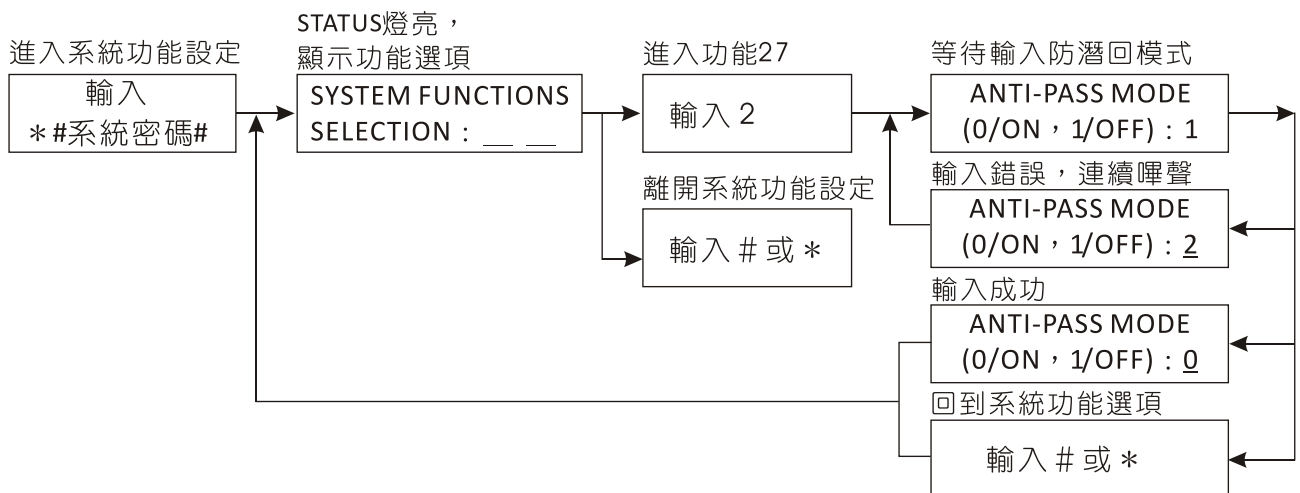 進入系統功能設定
輸入
＊#系統密碼#
STATUS燈亮，
顯示功能選項
SYSTEM FUNCTIONS
SELECTION：__ __
進入功能27
輸入 2
離開系統功能設定
輸入＃或＊
等待輸入防潛回模式
ANTI-PASS MODE
(0/ON，1/OFF)：1
輸入錯誤，連續嗶聲
ANTI-PASS MODE
(0/ON，1/OFF)：2
輸入成功
ANTI-PASS MODE
(0/ON，1/OFF)：0
回到系統功能選項
輸入＃或＊